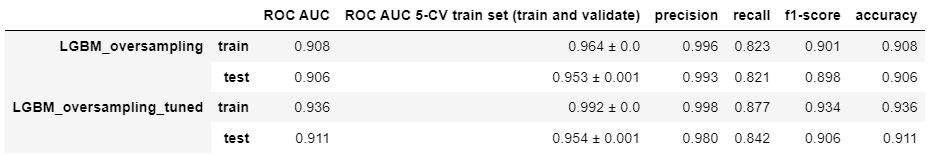 ROC AUC ROC AUC 5-CV train set (train and validate) precision recall f1-score accuracy
LGBM_oversampling train 0.908 0.964 ± 0.0 0.996 0.823 0.901 0.908
test 0.906 0.953 ± 0.001 0.993 0.821 0.898 0.906
LGBM_oversampling_tuned train 0.936 0.992 ± 0.0 0.998 0.877 0.934 0.936
test 0.911 0.954 ± 0.001 0.980 0.842 0.906 0.911